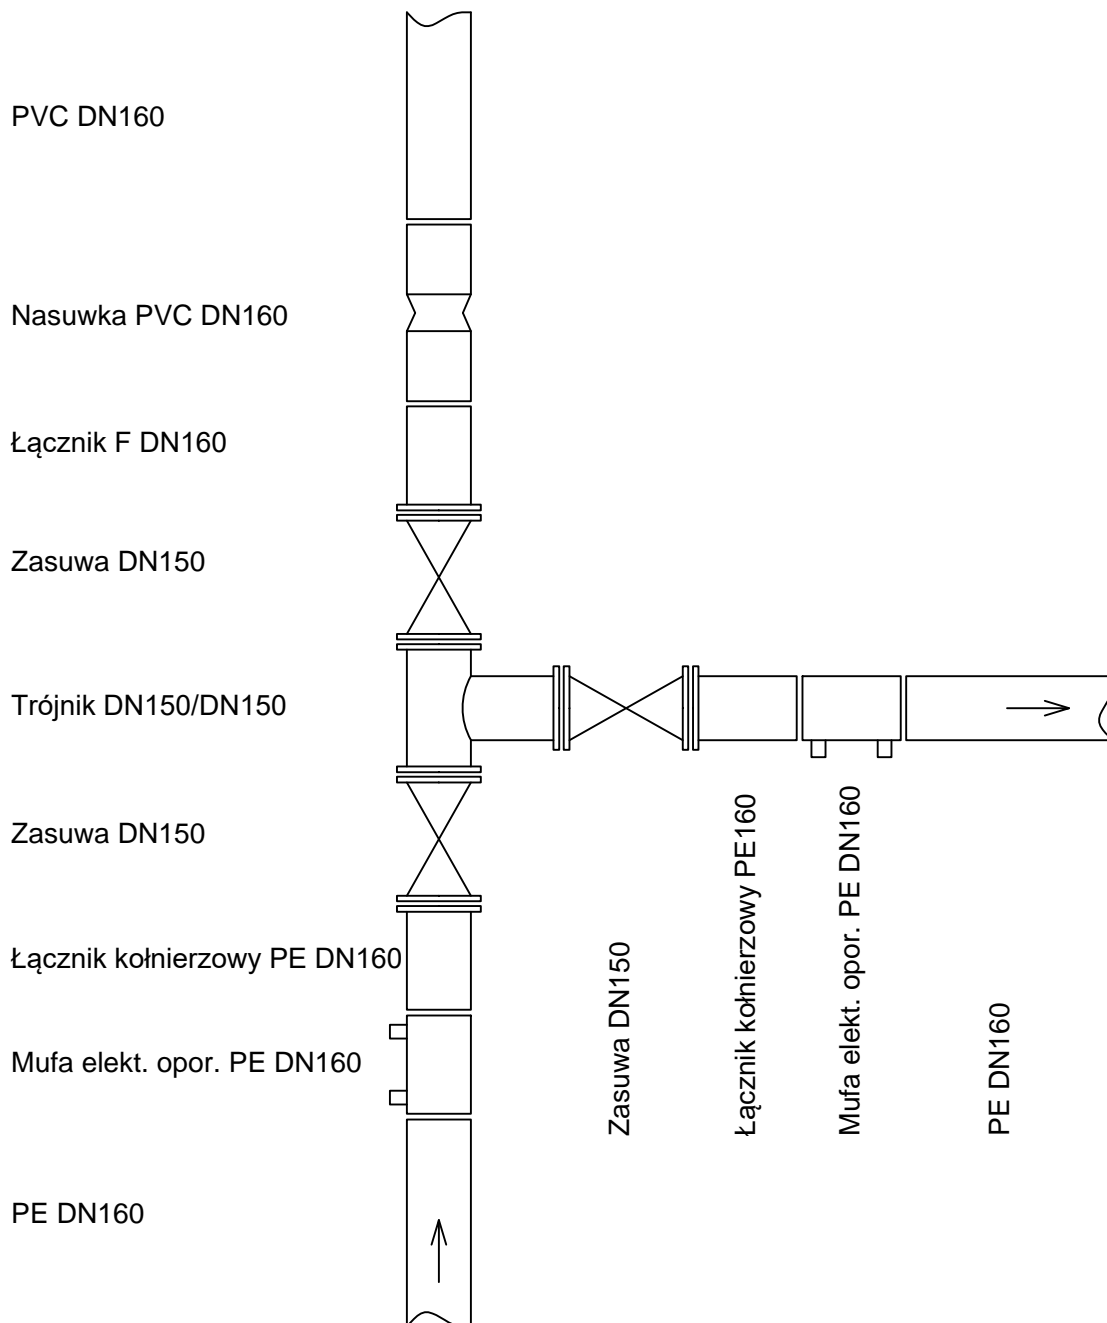 PVC DN160
Nasuwka PVC DN160
Łącznik F DN160
Zasuwa DN150
Trójnik DN150/DN150
Zasuwa DN150
Łącznik kołnierzowy PE DN160
Mufa elekt. opor. PE DN160
PE DN160
Zasuwa DN150
Łącznik kołnierzowy PE160
Mufa elekt. opor. PE DN160
PE DN160